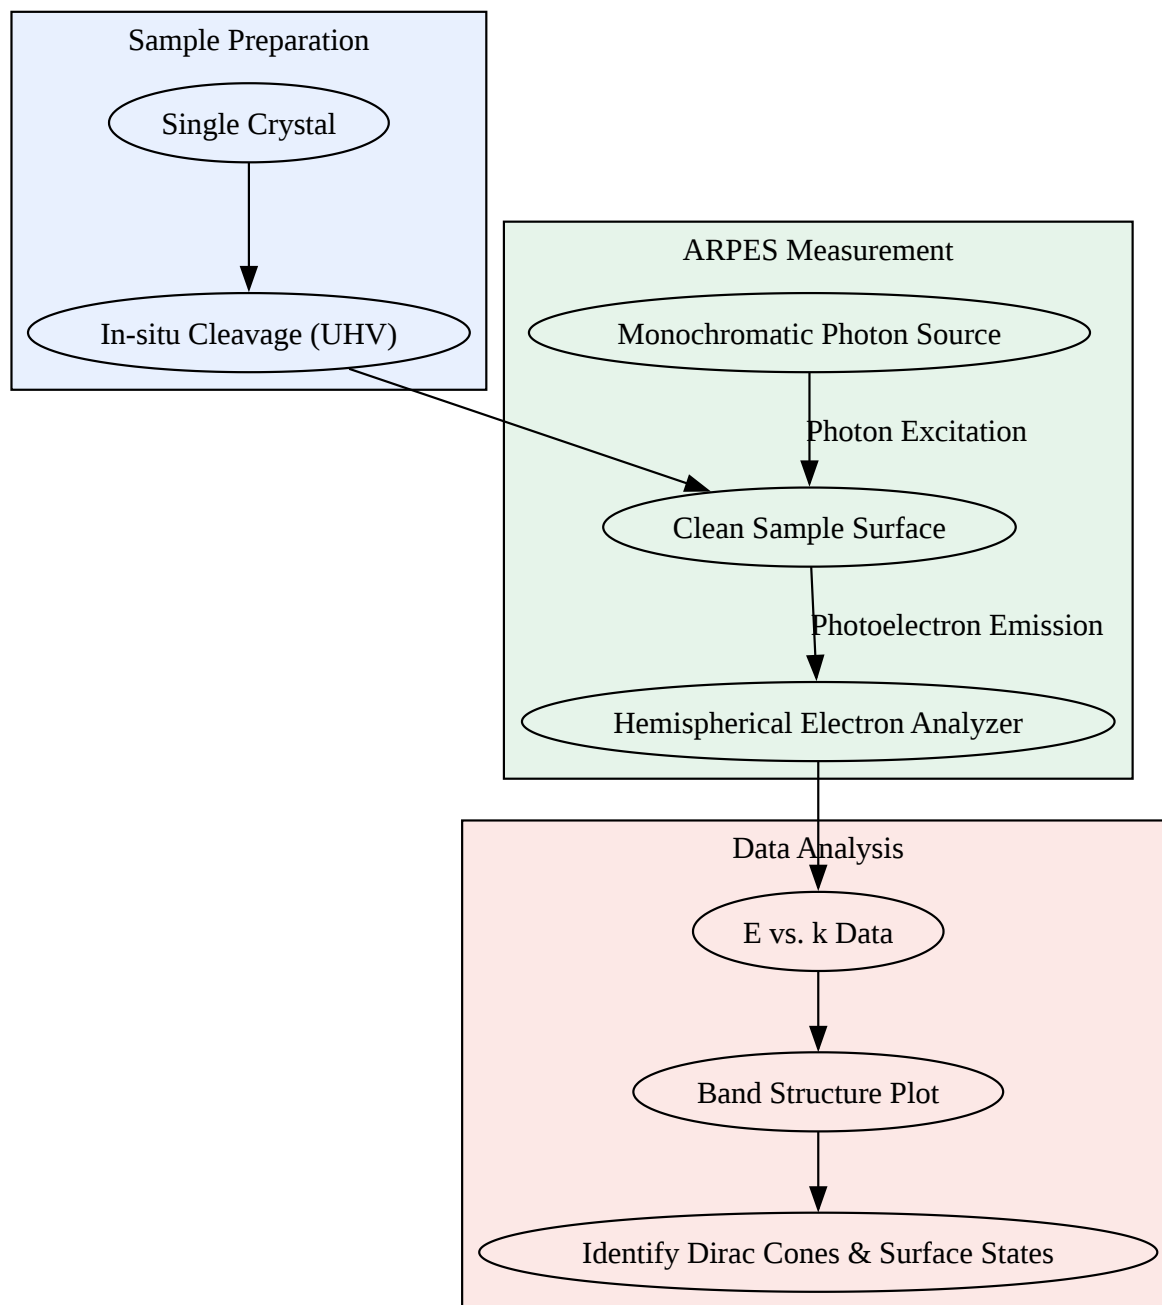 Sample Preparation
Single Crystal
In-situ Cleavage (UHV)
ARPES Measurement
Monochromatic Photon Source
Photon Excitation
Clean Sample Surface
Photoelectron Emission
Hemispherical Electron Analyzer
Data Analysis
E vs. k Data
Band Structure Plot
Identify Dirac Cones & Surface States